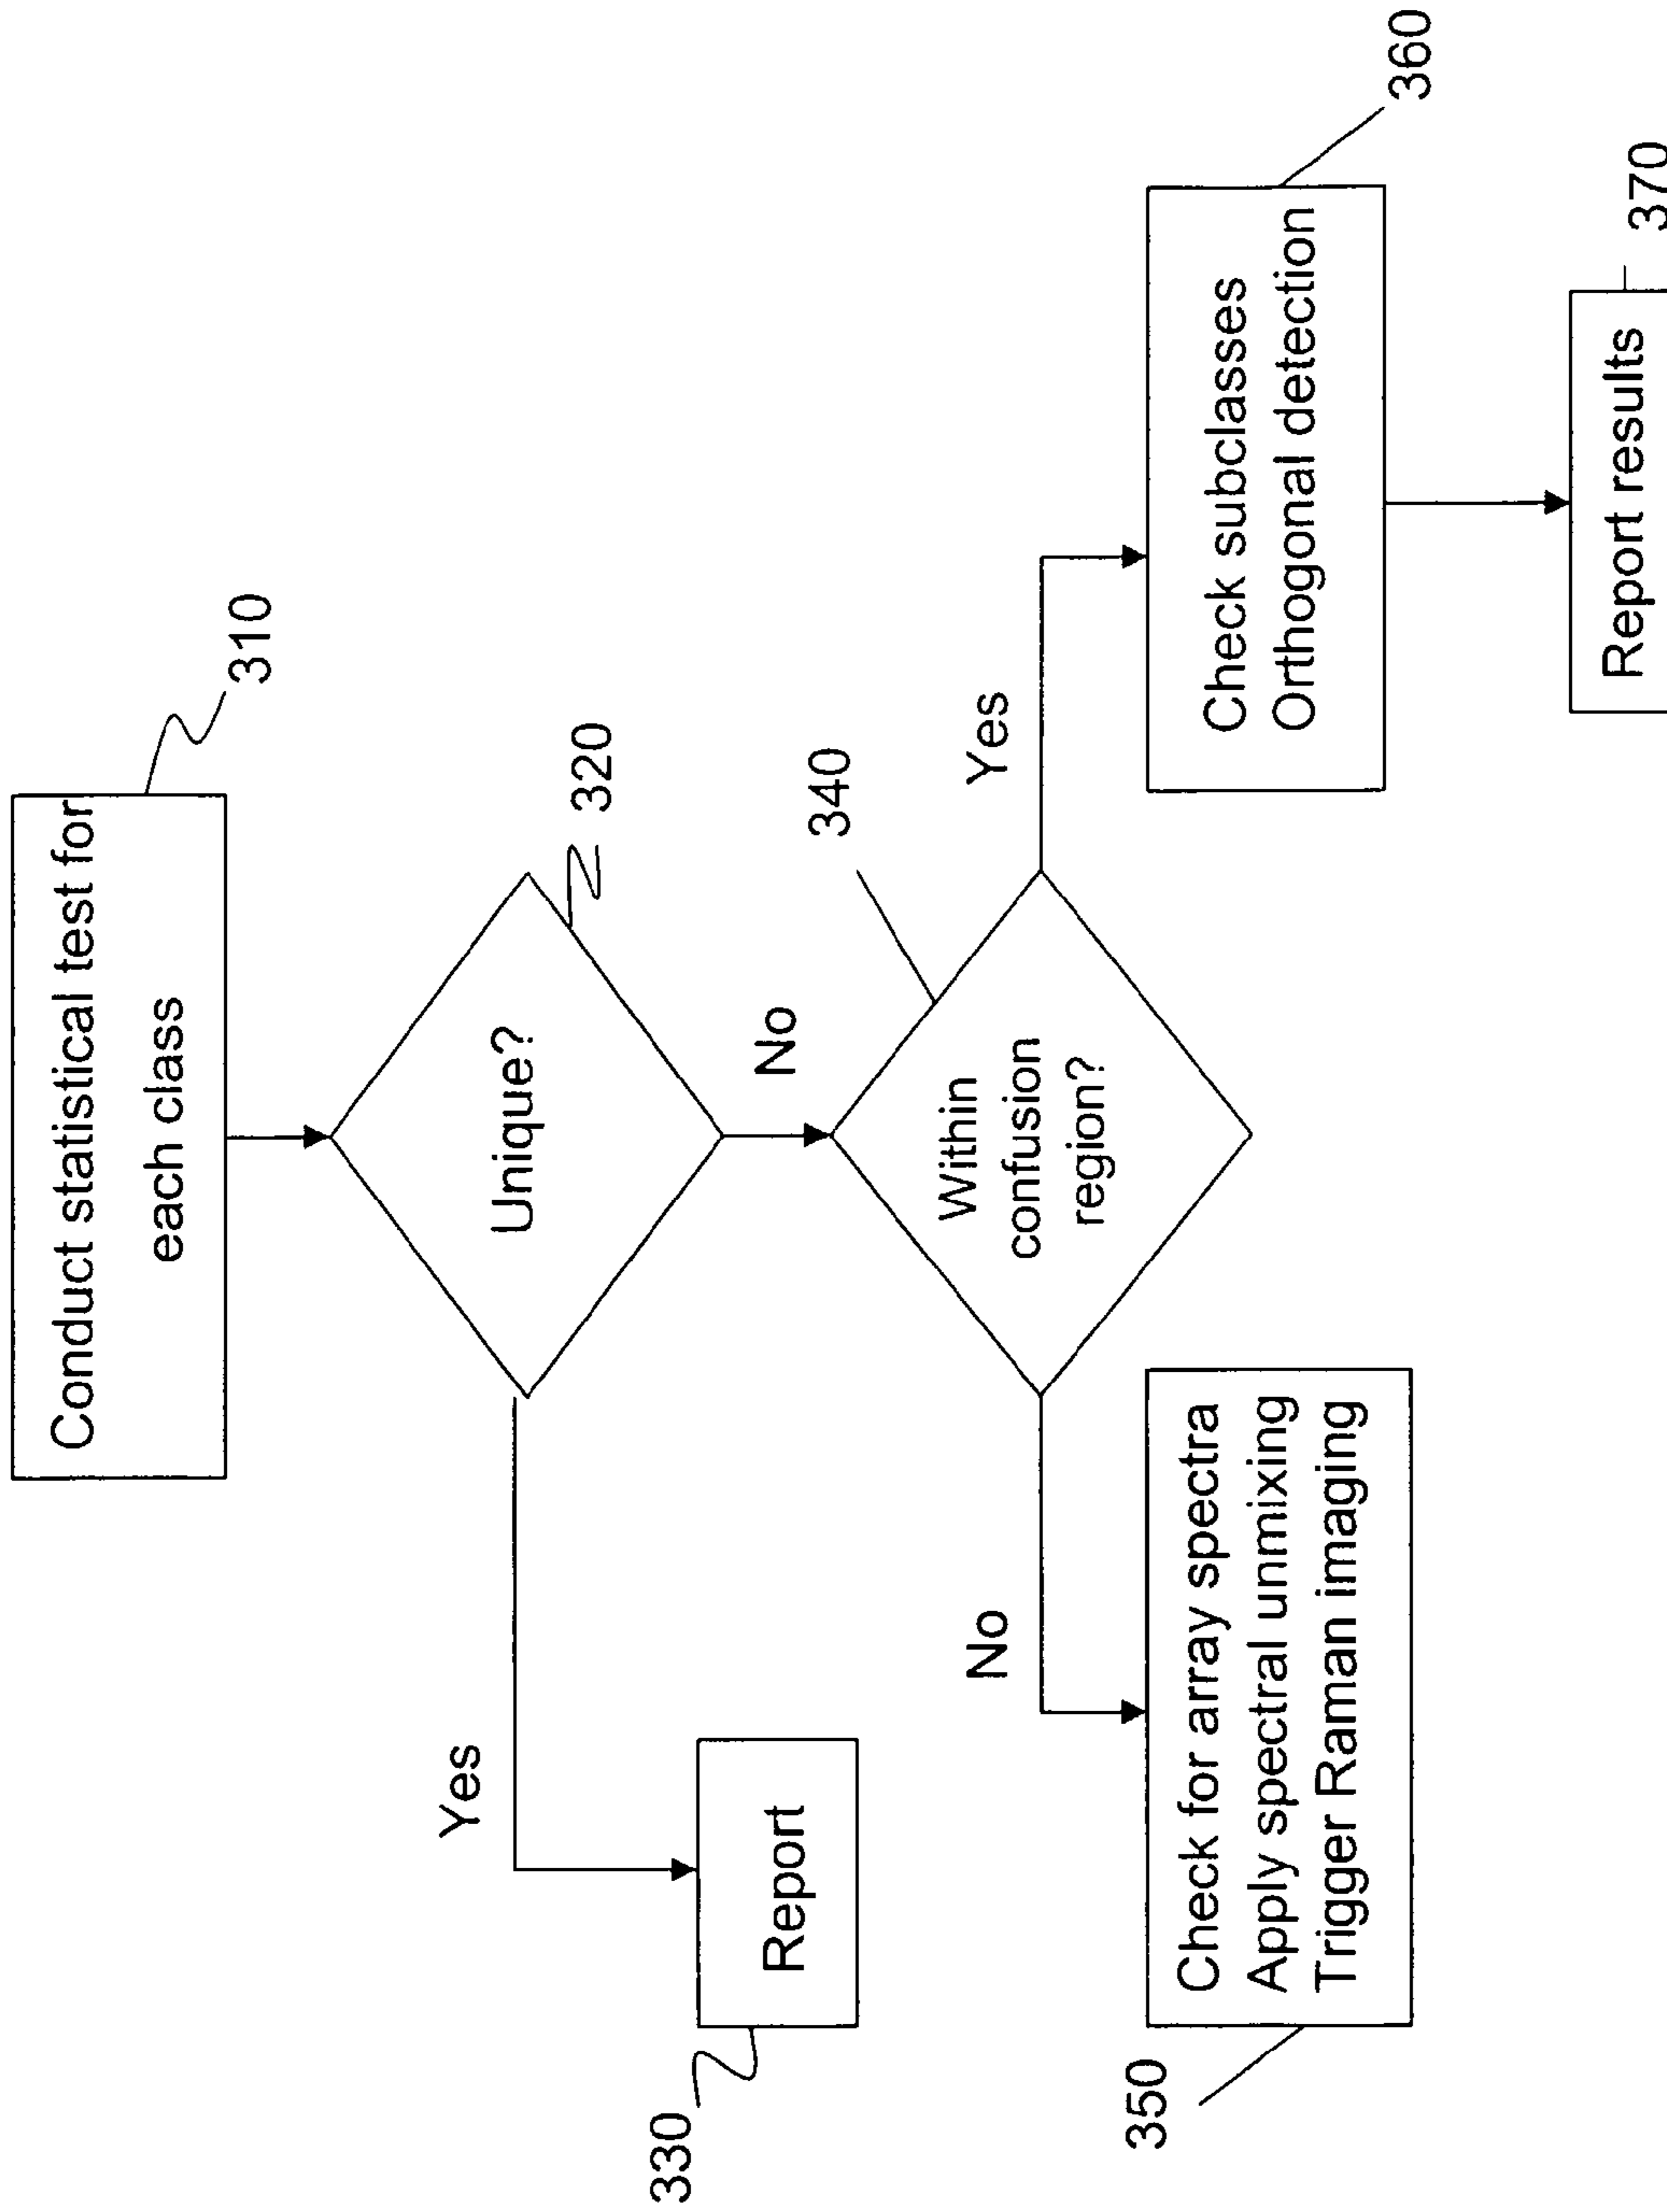 Conduct statistical test for
each class
310
Unique?
320
Yes
No
Report
330
Within
confusion
region?
340
No
Yes
Check for array spectra
Apply spectral unmixing
Trigger Raman imaging
350
Check subclasses
Orthogonal detection
360
Report results
370